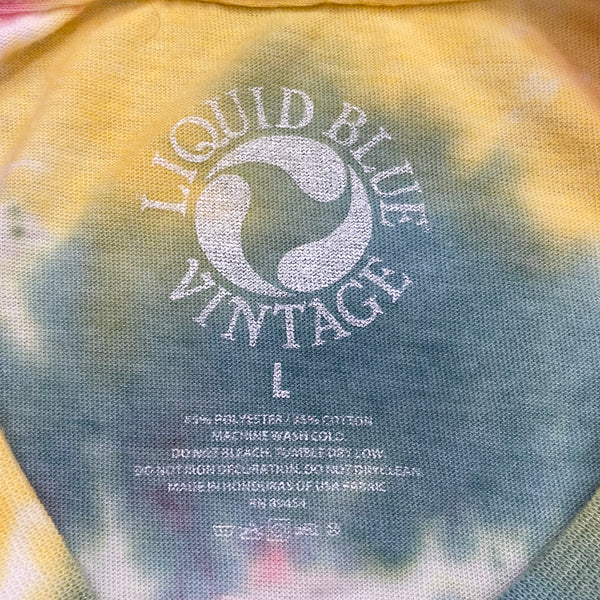 LIQUID BLUE
VINTAGE
L
65% POLYESTER / 35% COTTON
MACHINE WASH COLD
DO NOT BLEACH, TUMBLE DRY LOW.
DO NOT IRON DECORATION. DO NOT DRYCLEAN
MADE IN HONDURAS OF USA FABRIC
RN 89454